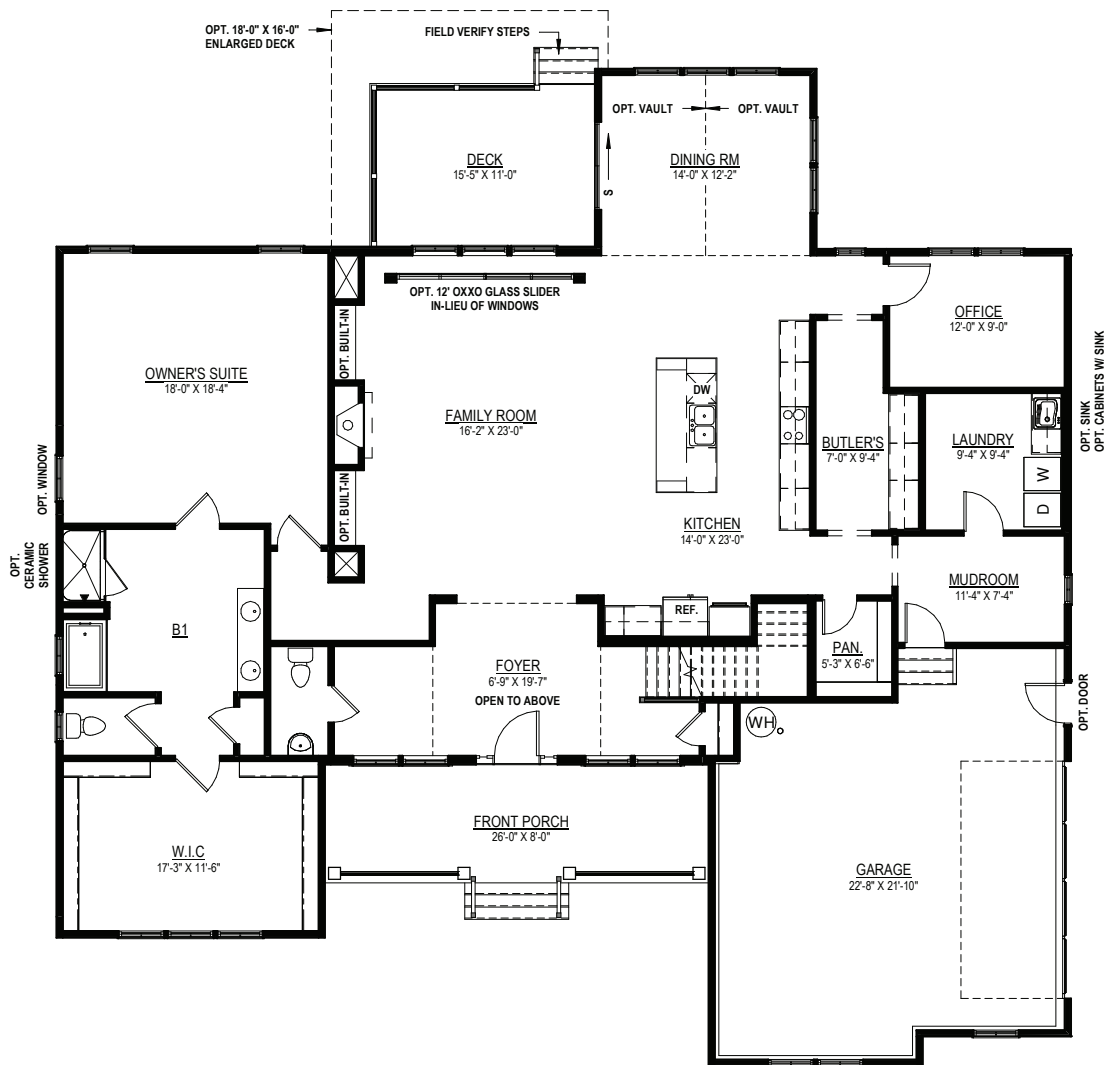 OPT. 18'-0" X 16'-0"
ENLARGED DECK
FIELD VERIFY STEPS
OPT. VAULT
OPT. VAULT
DECK
15'-5" X 11'-0"
DINING RM
14'-0" X 12'-2"
S
OPT. 12' OXXO GLASS SLIDER
IN-LIEU OF WINDOWS
OFFICE
12'-0" X 9'-0"
OPT. BUILT-IN
OWNER'S SUITE
18'-0" X 18'-4"
DW
FAMILY ROOM
16'-2" X 23'-0"
BUTLER'S
7'-0" X 9'-4"
LAUNDRY
9'-4" X 9'-4"
OPT. SINK
OPT. CABINETS W/ SINK
W
D
OPT. WINDOW
OPT. BUILT-IN
KITCHEN
14'-0" X 23'-0"
OPT.
CERAMIC
SHOWER
MUDROOM
11'-4" X 7'-4"
REF.
B1
PAN.
5'-3" X 6'-6"
FOYER
6'-9" X 19'-7"
OPEN TO ABOVE
WH
OPT. DOOR
FRONT PORCH
26'-0" X 8'-0"
W.I.C
17'-3" X 11'-6"
GARAGE
22'-8" X 21'-10"